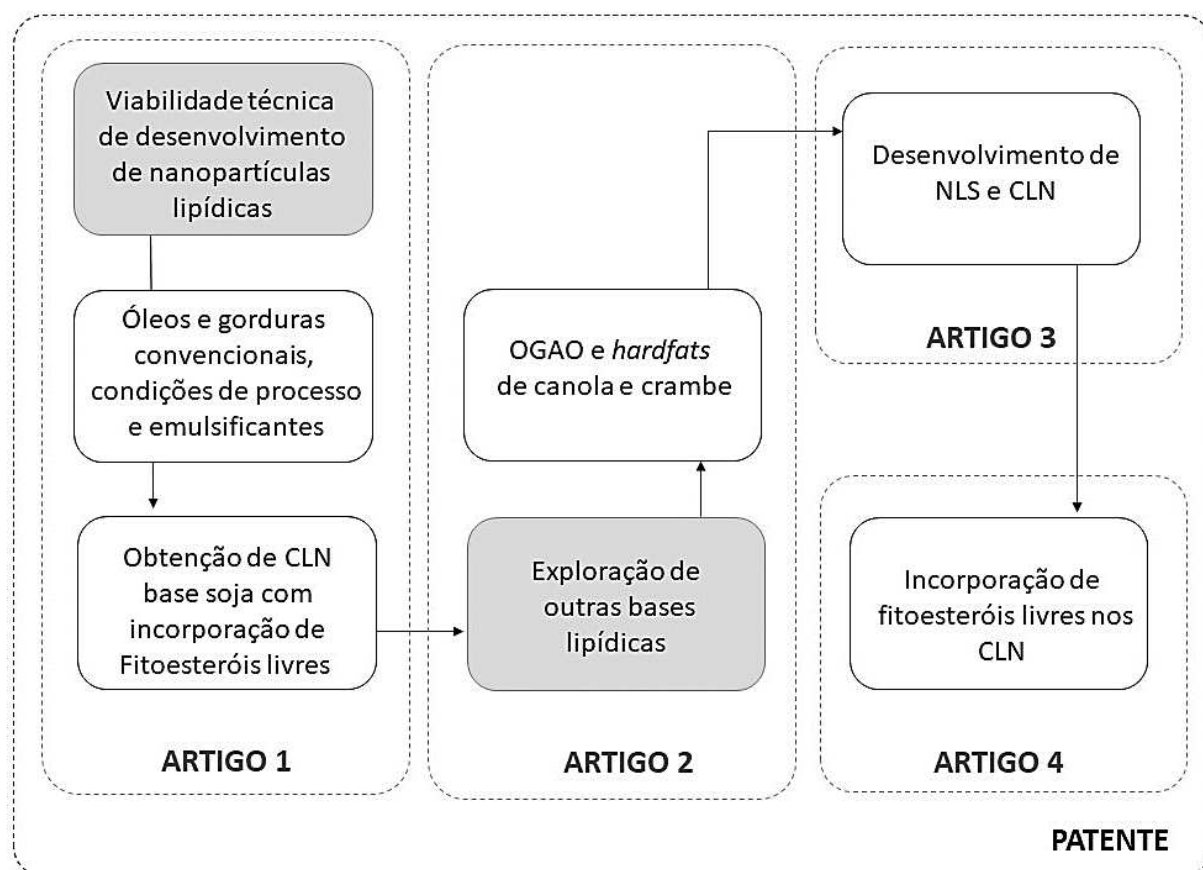 Viabilidade técnica
de desenvolvimento
de nanopartículas
lipídicas
Óleos e gorduras
convencionais,
condições de processo
e emulsificantes
Obtenção de CLN
base soja com
incorporação de
Fitoesteróis livres
ARTIGO 1
Exploração de
outras bases
lipídicas
OGAO e hardfats
de canola e crambe
ARTIGO 2
Desenvolvimento de
NLS e CLN
ARTIGO 3
Incorporação de
fitoesteróis livres nos
CLN
ARTIGO 4
PATENTE